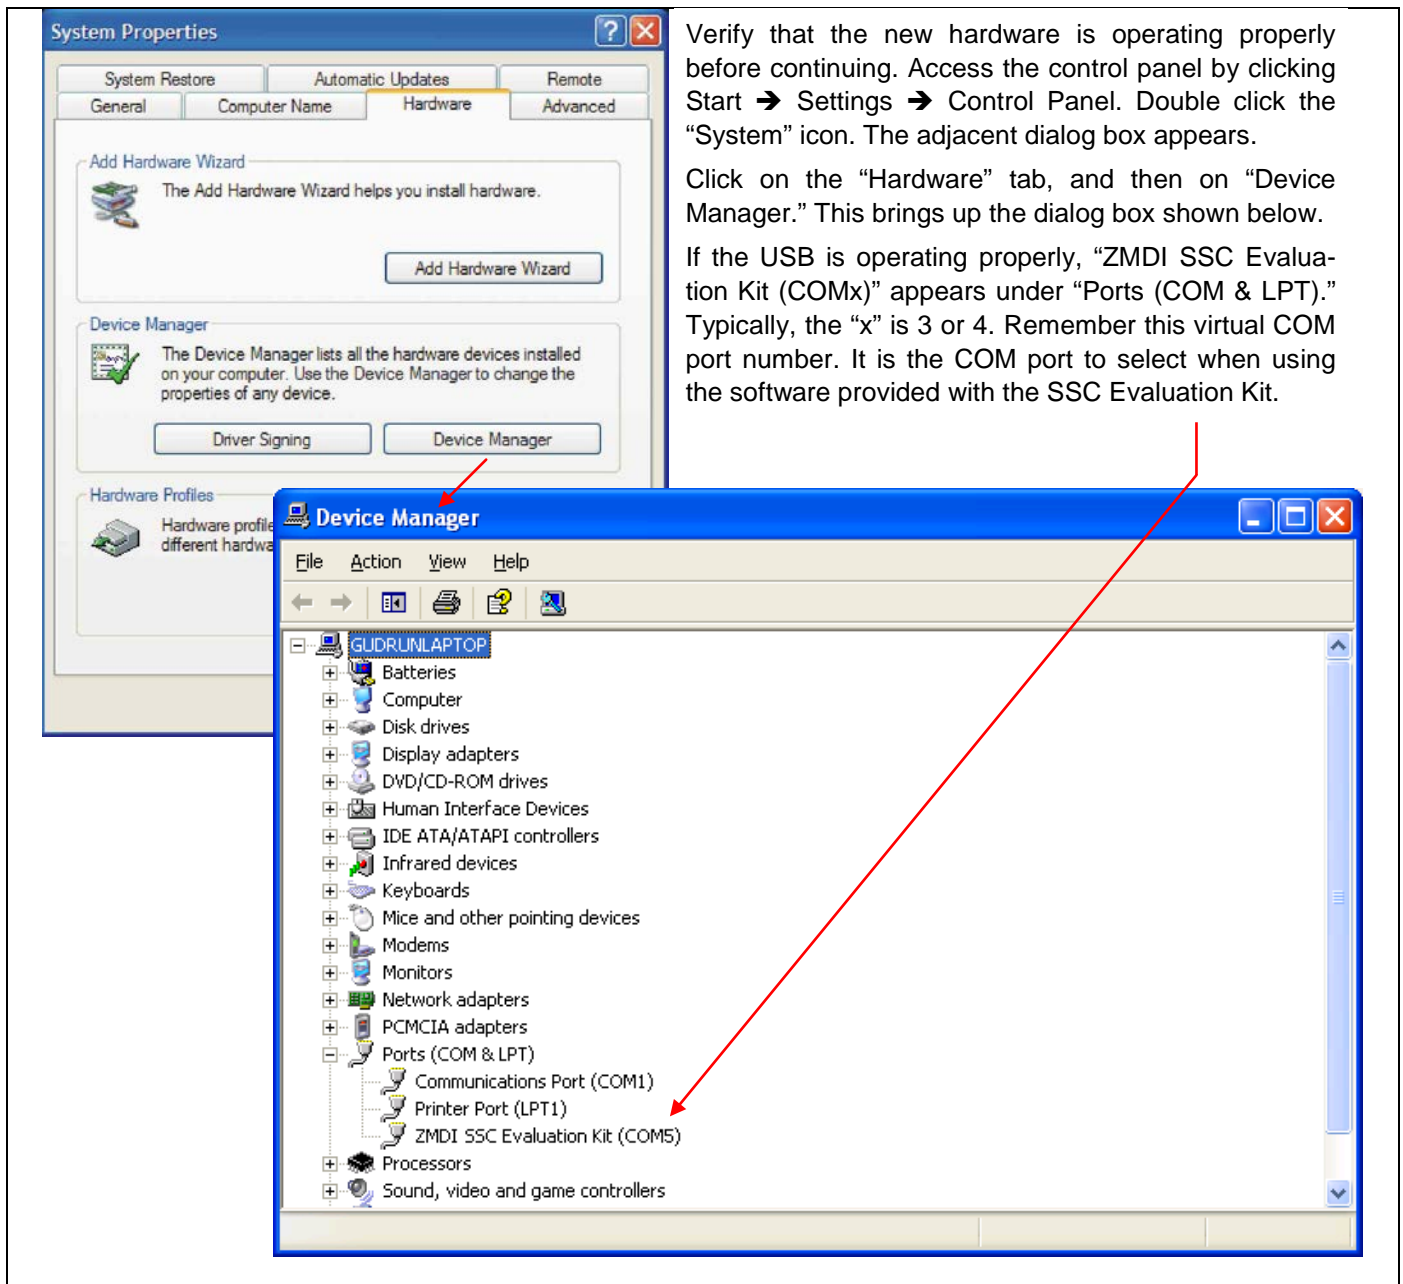 System Properties
System Restore
Automatic Updates
Remote
General
Computer Name
Hardware
Advanced
Add Hardware Wizard
The Add Hardware Wizard helps you install hardware.
Add Hardware Wizard
Device Manager
The Device Manager lists all the hardware devices installed
on your computer. Use the Device Manager to change the
properties of any device.
Driver Signing
Device Manager
Hardware Profiles
Hardware profile
different hardwa
Verify that the new hardware is operating properly
before continuing. Access the control panel by clicking
Start ➔ Settings ➔ Control Panel. Double click the
“System” icon. The adjacent dialog box appears.
Click on the “Hardware” tab, and then on “Device
Manager.” This brings up the dialog box shown below.
If the USB is operating properly, “ZMDI SSC Evalua-
tion Kit (COMx)” appears under “Ports (COM & LPT).”
Typically, the “x” is 3 or 4. Remember this virtual COM
port number. It is the COM port to select when using
the software provided with the SSC Evaluation Kit.
Device Manager
File Action View Help
GUDRUNLAPTOP
Batteries
Computer
Disk drives
Display adapters
DVD/CD-ROM drives
Human Interface Devices
IDE ATA/ATAPI controllers
Infrared devices
Keyboards
Mice and other pointing devices
Modems
Monitors
Network adapters
PCMCIA adapters
Ports (COM & LPT)
Communications Port (COM1)
Printer Port (LPT1)
ZMDI SSC Evaluation Kit (COM5)
Processors
Sound, video and game controllers